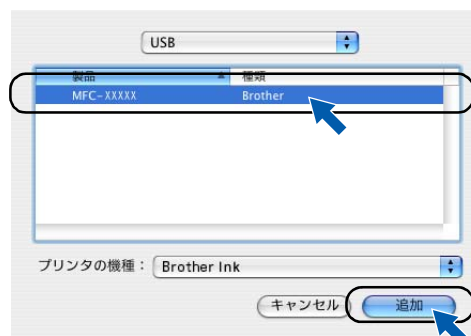 USB
製品 種類
MFC-XXXXX Brother
プリンタの機種： Brother Ink
キャンセル 追加